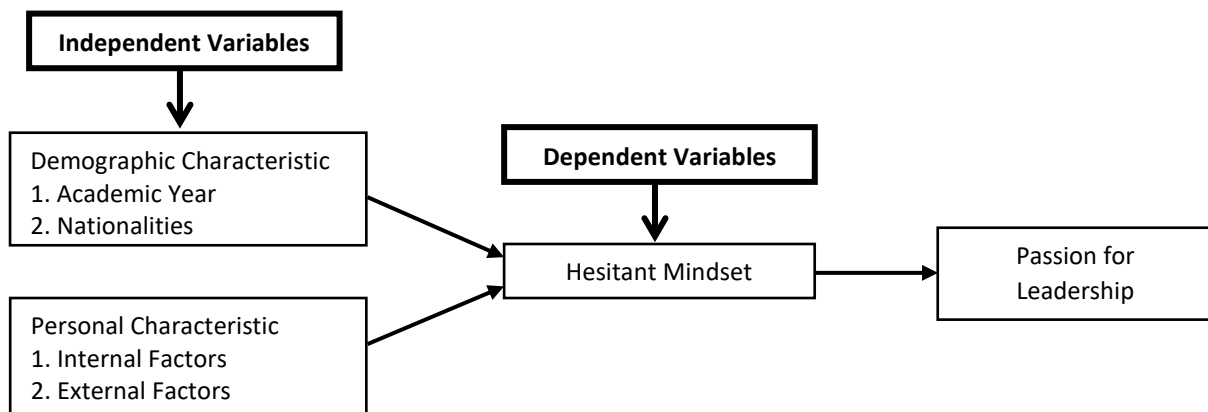 Independent Variables
Demographic Characteristic
1. Academic Year
2. Nationalities
Dependent Variables
Hesitant Mindset
Passion for
Leadership
Personal Characteristic
1. Internal Factors
2. External Factors